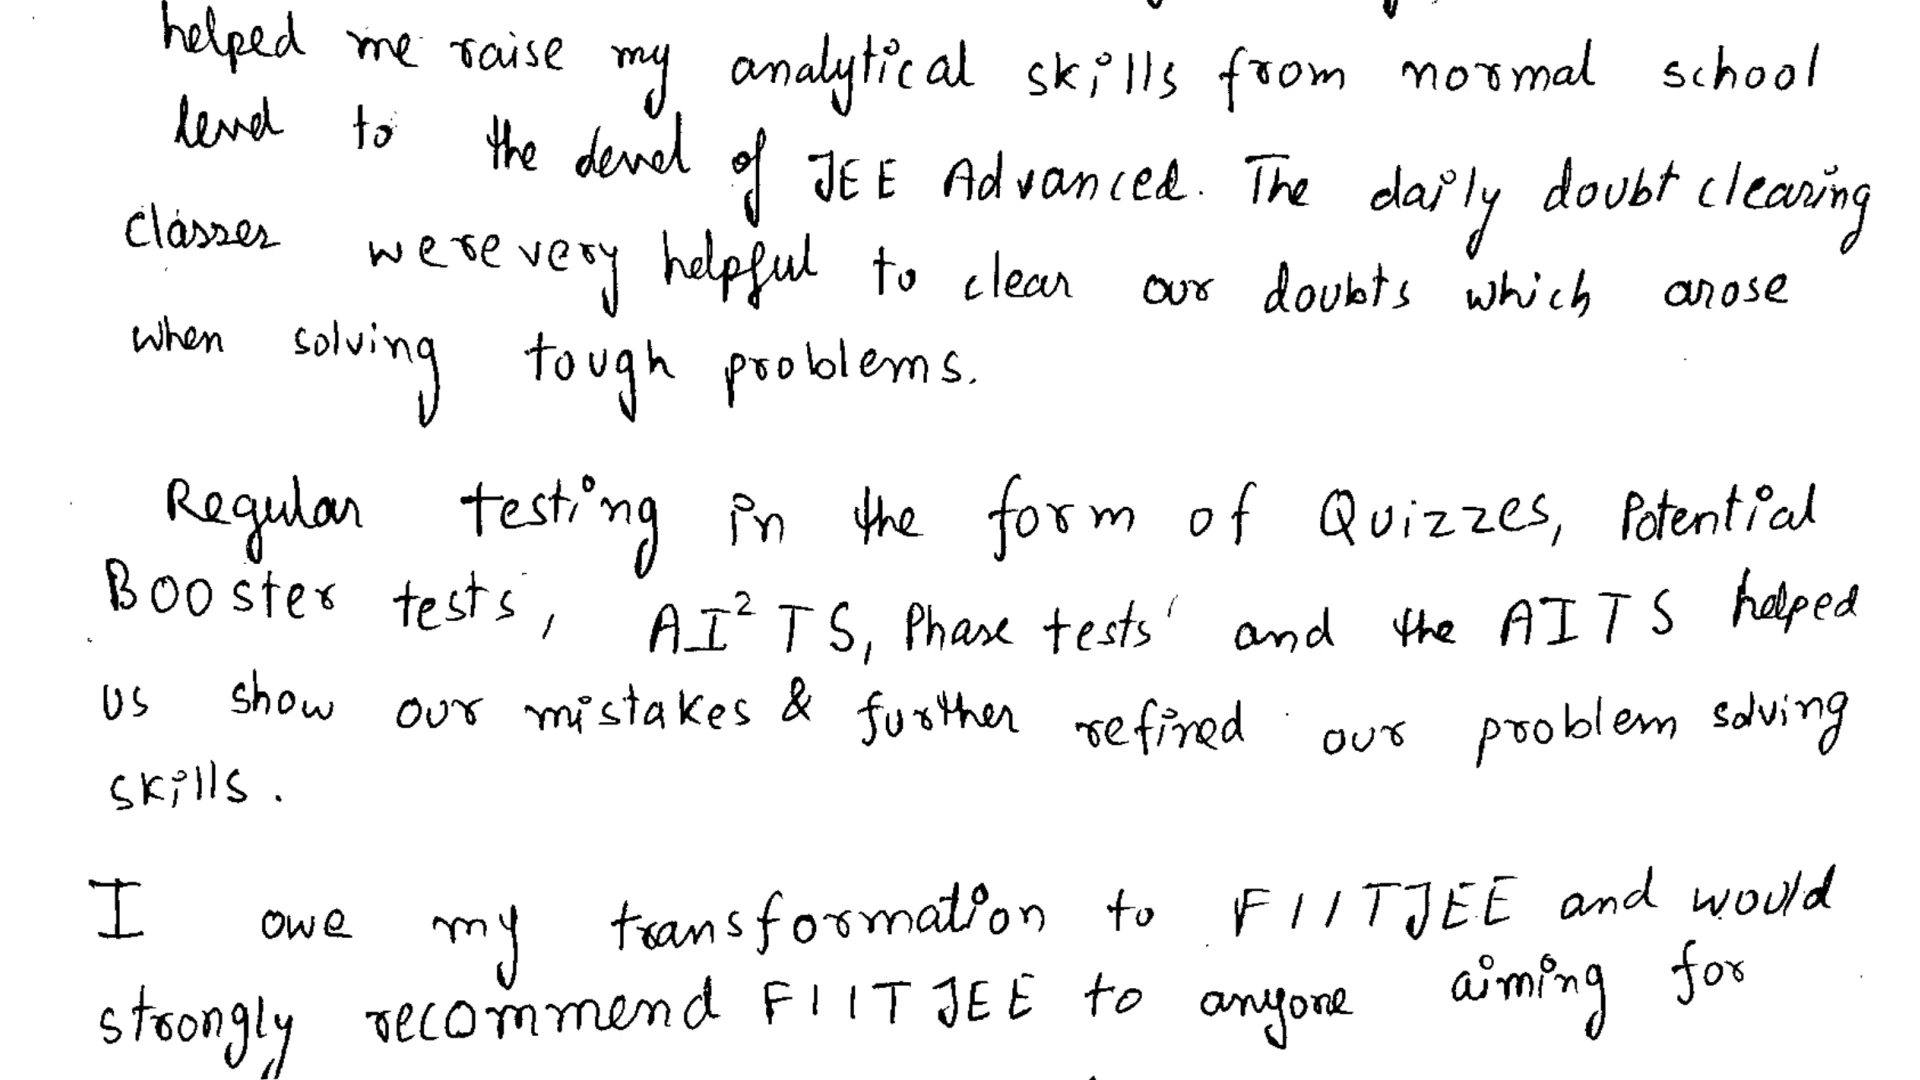 helped me raise my analytical skills from normal school
level to the level of JEE Advanced. The daily doubt clearing
classes were very helpful to clear our doubts which arose
when solving tough problems.
Regular testing in the form of Quizzes, Potential
Booster tests, AI²TS, Phase tests and the AITS helped
us show our mistakes & further refined our problem solving
skills.
I owe my transformation to FIITJEE and would
strongly recommend FIITJEE to anyone aiming for